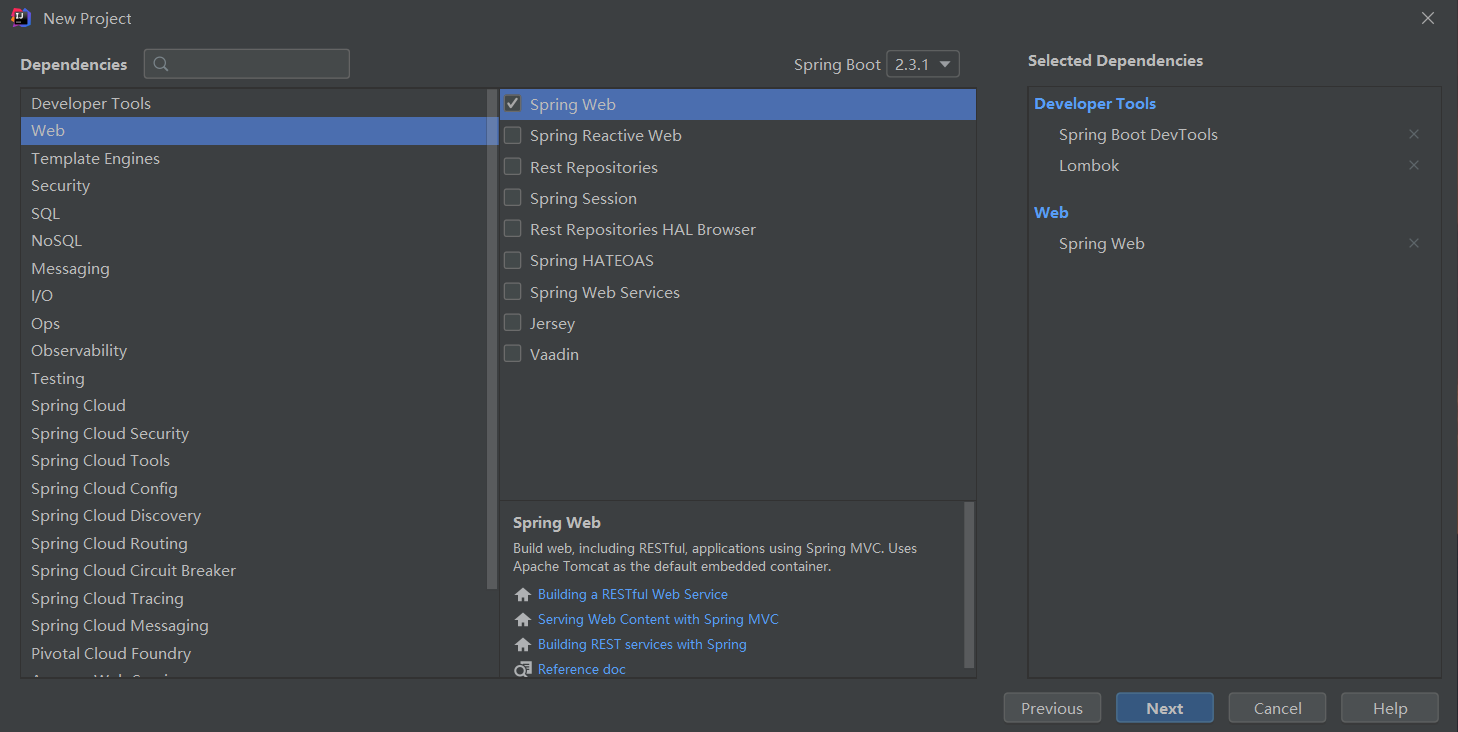 New Project
Dependencies
Spring Boot 2.3.1
Selected Dependencies
Developer Tools
Web
Template Engines
Security
SQL
NoSQL
Messaging
I/O
Ops
Observability
Testing
Spring Cloud
Spring Cloud Security
Spring Cloud Tools
Spring Cloud Config
Spring Cloud Discovery
Spring Cloud Routing
Spring Cloud Circuit Breaker
Spring Cloud Tracing
Spring Cloud Messaging
Pivotal Cloud Foundry
Spring Web
Spring Reactive Web
Rest Repositories
Spring Session
Rest Repositories HAL Browser
Spring HATEOAS
Spring Web Services
Jersey
Vaadin
Spring Web
Build web, including RESTful, applications using Spring MVC. Uses
Apache Tomcat as the default embedded container.
Building a RESTful Web Service
Serving Web Content with Spring MVC
Building REST services with Spring
Reference doc
Developer Tools
Spring Boot DevTools
Lombok
Web
Spring Web
Previous
Next
Cancel
Help